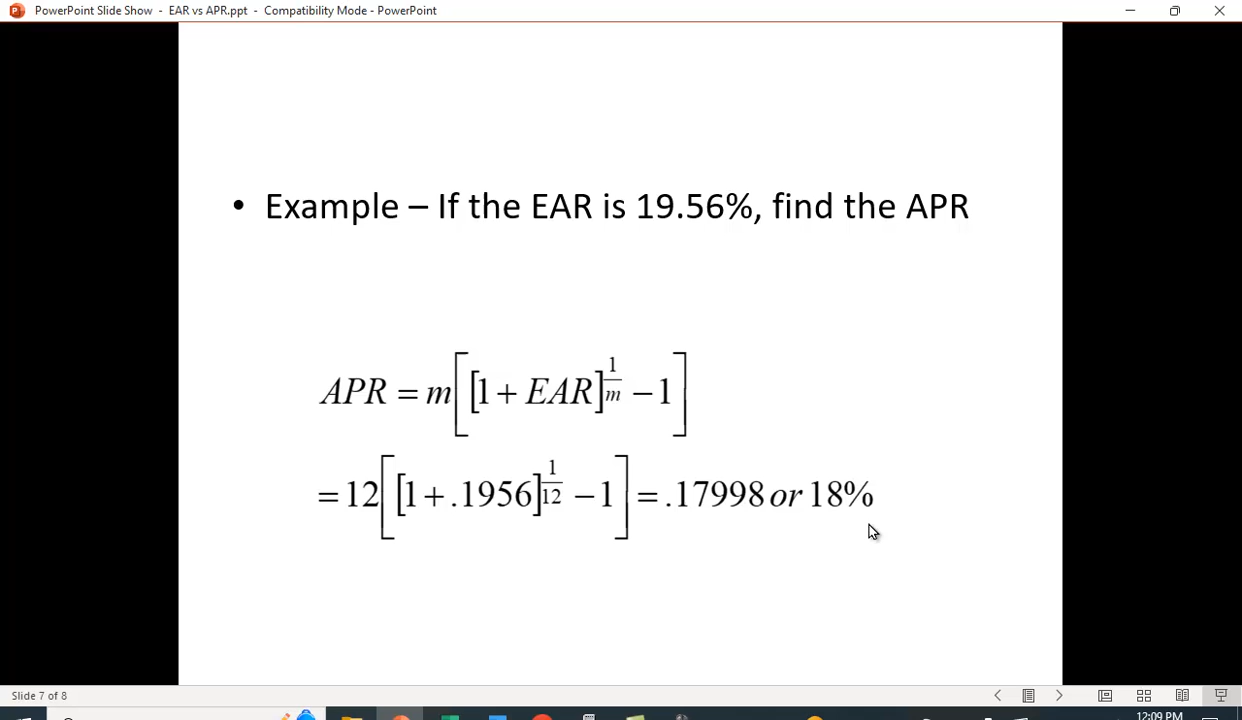 PowerPoint Slide Show - EAR vs APR.ppt - Compatibility Mode - PowerPoint
• Example – If the EAR is 19.56%, find the APR
APR = m[[1 + EAR]^{1/m} − 1]
= 12[[1 + .1956]^{1/12} − 1] = .17998 or 18%
Slide 7 of 8
12:09 PM